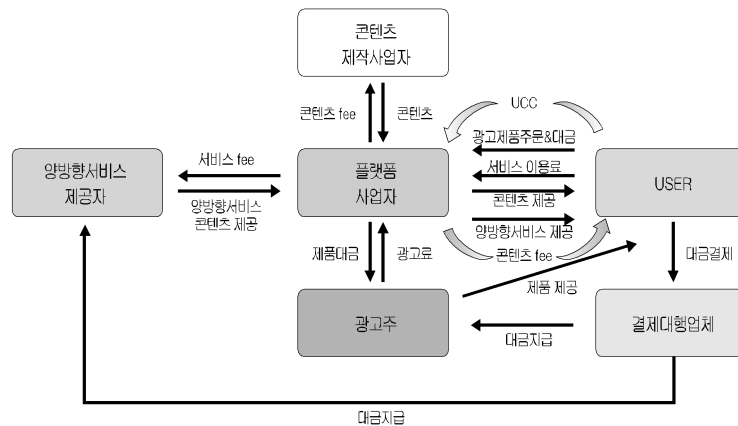 콘텐츠
제작사업자
콘텐츠 fee
콘텐츠
UCC
광고제품주문&대금
양방향서비스
제공자
서비스 fee
양방향서비스
콘텐츠 제공
플랫폼
사업자
서비스 이용료
콘텐츠 제공
양방향서비스 제공
콘텐츠 fee
USER
제품대금
광고료
제품 제공
대금결제
광고주
대금지급
결제대행업체
대금지급